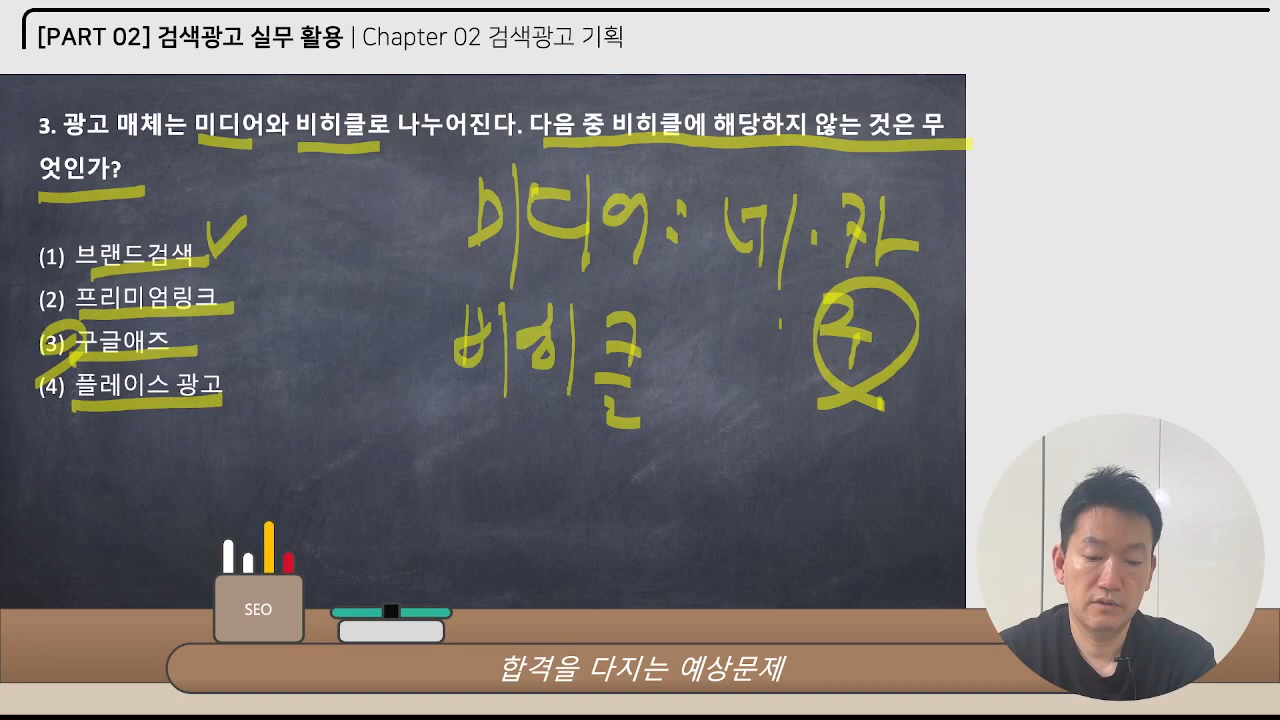 [PART 02] 검색광고 실무 활용 | Chapter 02 검색광고 기획
3. 광고 매체는 미디어와 비히클로 나누어진다. 다음 중 비히클에 해당하지 않는 것은 무
엇인가?
(1) 브랜드검색
(2) 프리미엄링크
(3) 구글애즈
(4) 플레이스 광고
미디어 : 네 . 카
비히클
SEO
합격을 다지는 예상문제